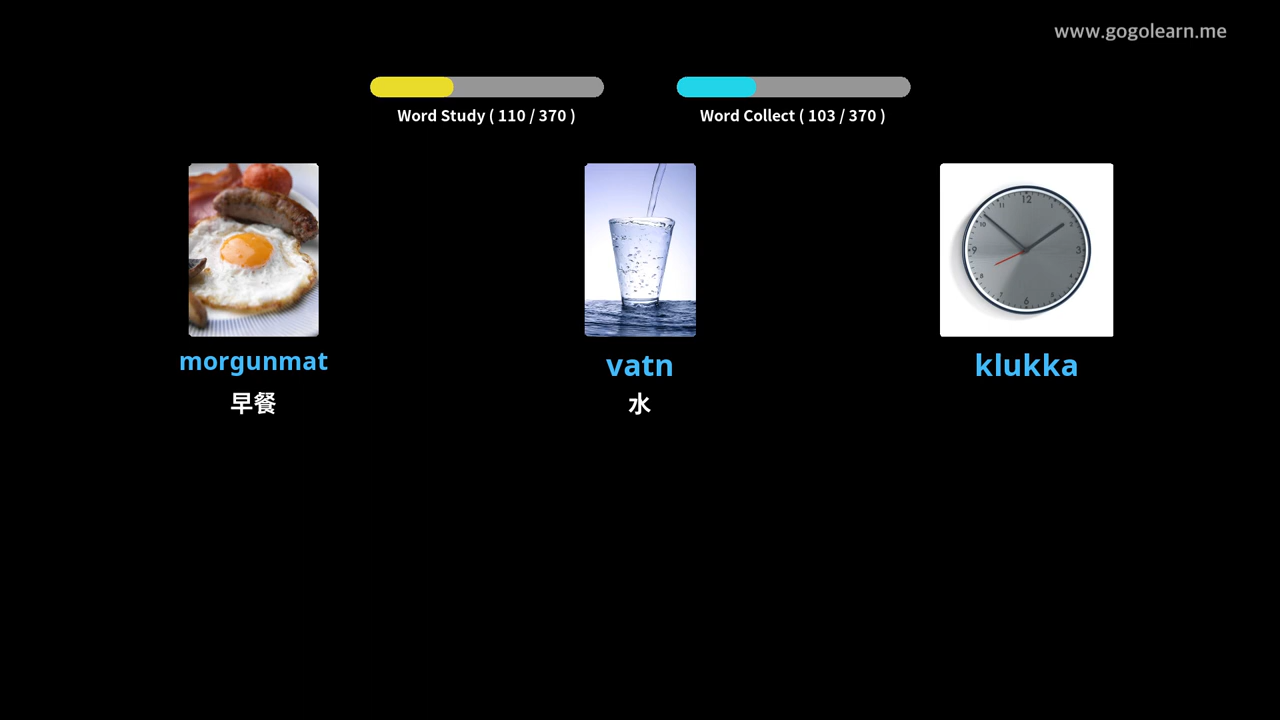 www.gogolearn.me
Word Study ( 110 / 370 )
Word Collect ( 103 / 370 )
morgunmat
vatn
klukka
早餐
水